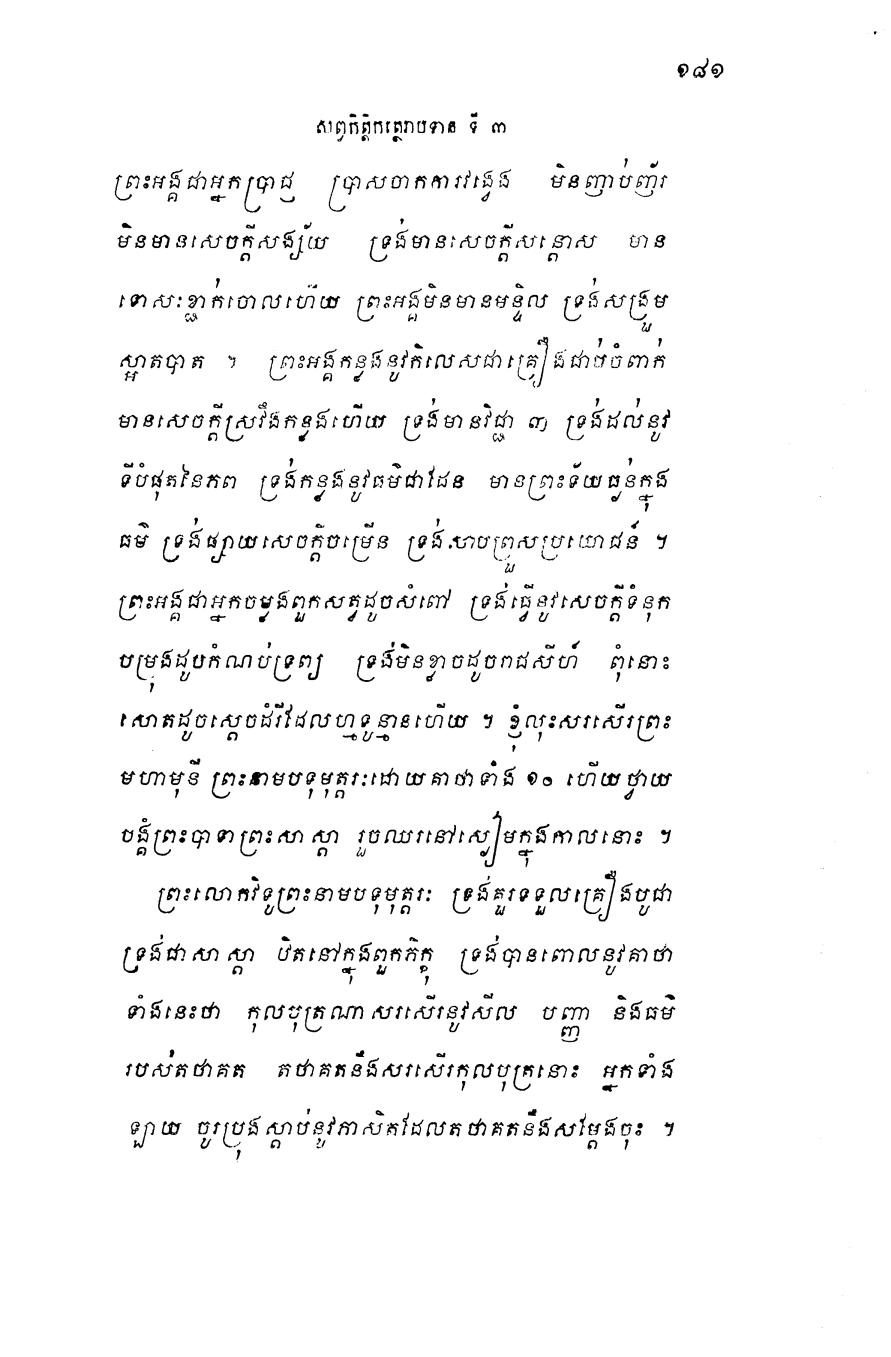 ១៨១
សព្វកិត្តិកត្ថេរាបទាន ទី ៣
ព្រះអង្គជាអ្នកប្រាជ្ញ ប្រាសចាកការវង្វេង មិនញាប់ញ័រ
មិនមានសេចក្តីសង្ស័យ ទ្រង់មានសេចក្តីសន្តោស មាន
ទោសៈខ្ជាក់ចោលហើយ ព្រះអង្គមិនមានមន្ទិល ទ្រង់សង្រួម
ស្អាតបាត ។ ព្រះអង្គកន្លងនូវកិលេសជាគ្រឿងជាប់ចំពាក់
មានសេចក្តីស្រវឹងកន្លងហើយ ទ្រង់មានវិជ្ជា ៣ ទ្រង់ដល់នូវ
ទីបំផុតនៃភព ទ្រង់កន្លងនូវធម៌ជាដែន មានព្រះទ័យធ្ងន់ក្នុង
ធម៌ ទ្រង់ផ្សាយសេចក្តីចម្រើន ទ្រង់សាបព្រួសប្រយោជន៍ ។
ព្រះអង្គជាអ្នកចម្លងពួកសត្វដូចសំពៅ ទ្រង់ធ្វើនូវសេចក្តីទំនុក
បម្រុងដូចកំណប់ទ្រព្យ ទ្រង់មិនខ្លាចដូចរាជសីហ៍ ពុំនោះ
សោតដូចស្តេចដំរីដែលហ្មទូន្មានហើយ ។ ខ្ញុំលុះសរសើរព្រះ
មហាមុនី ព្រះនាមបទុមុត្តរៈដោយគាថាទាំង ១០ ហើយថ្វាយ
បង្គំព្រះបាទាព្រះសាស្តា រួចឈរនៅស្ងៀមក្នុងកាលនោះ ។
ព្រះលោកវិទូព្រះនាមបទុមុត្តរៈ ទ្រង់គួរទទួលគ្រឿងបូជា
ទ្រង់ជាសាស្តា ឋិតនៅក្នុងពួកភិក្ខុ ទ្រង់បានពោលនូវគាថា
ទាំងនេះថា កុលបុត្រណាសរសើរនូវសីល បញ្ញា និងធម៌
របស់តថាគត តថាគតនឹងសរសើរកុលបុត្រនោះ អ្នកទាំង
ឡាយ ចូរប្រុងស្តាប់នូវភាសិតដែលតថាគតនឹងសម្តែងចុះ ។